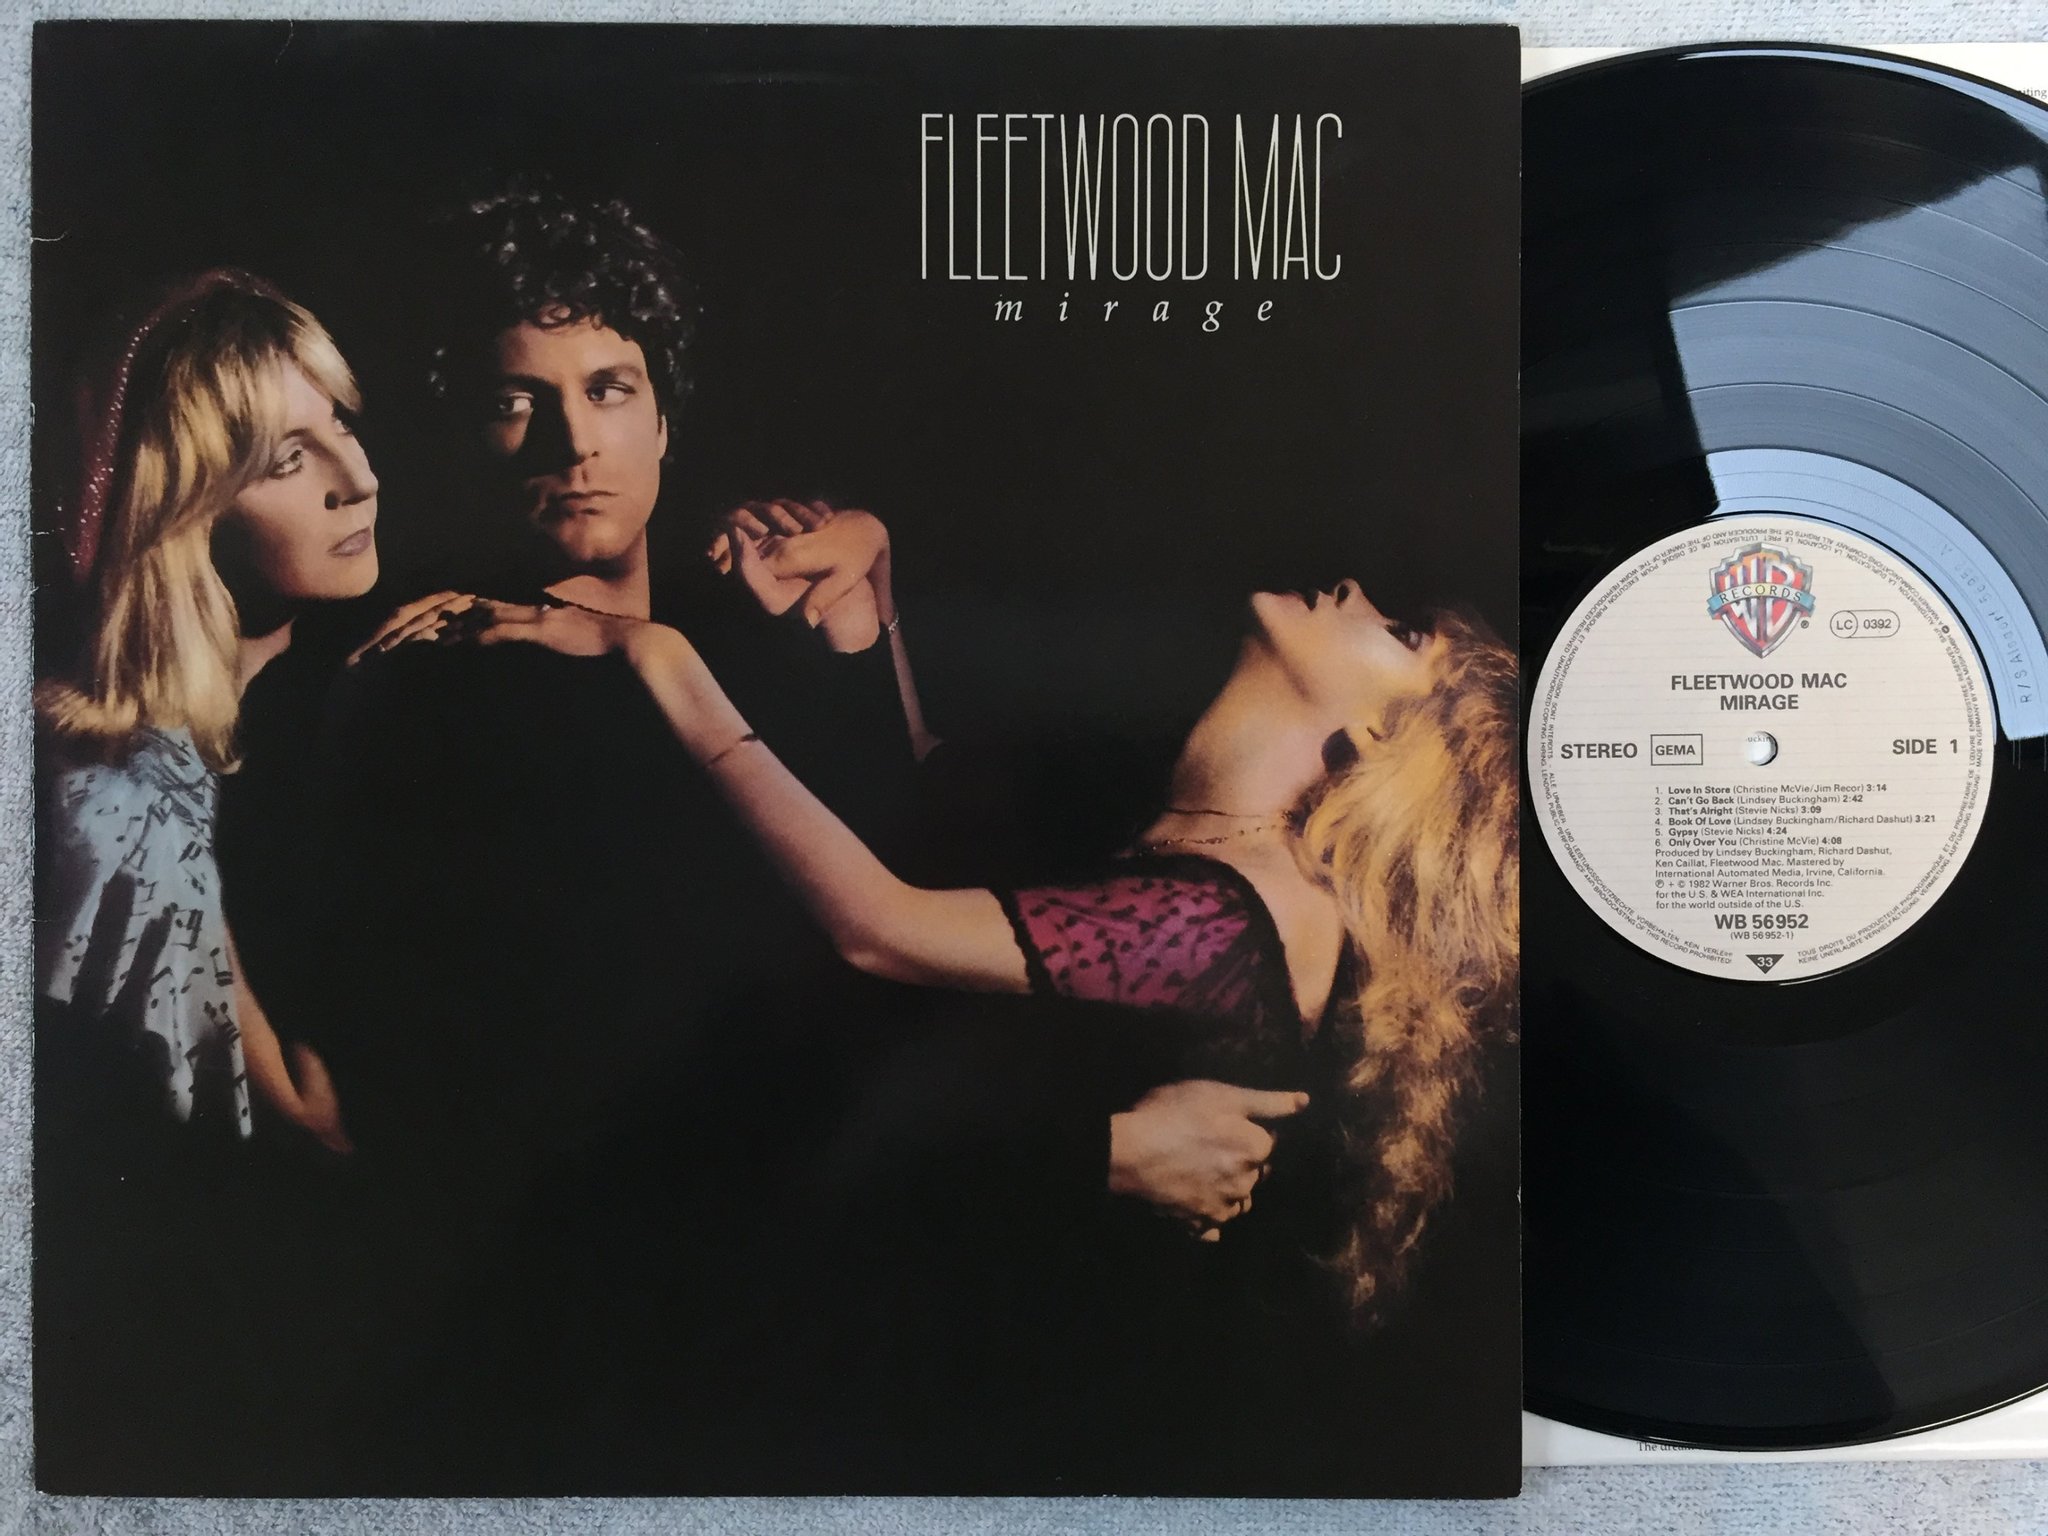 FLEETWOOD MAC
mirage
RECORDS
®
LC 0392
FLEETWOOD MAC
MIRAGE
STEREO GEMA SIDE 1
1. Love In Store (Christine McVie/Jim Recor) 3:14
2. Can't Go Back (Lindsey Buckingham) 2:42
3. That's Alright (Stevie Nicks) 3:09
4. Book Of Love (Lindsey Buckingham/Richard Dashut) 3:21
5. Gypsy (Stevie Nicks) 4:24
6. Only Over You (Christine McVie) 4:08
Produced by Lindsey Buckingham, Richard Dashut,
Ken Caillat, Fleetwood Mac. Mastered by
International Automated Media, Irvine, California.
℗ + © 1982 Warner Bros. Records Inc.
for the U.S. & WEA International Inc.
for the world outside of the U.S.
WB 56952
(WB 56 952-1)
33
The